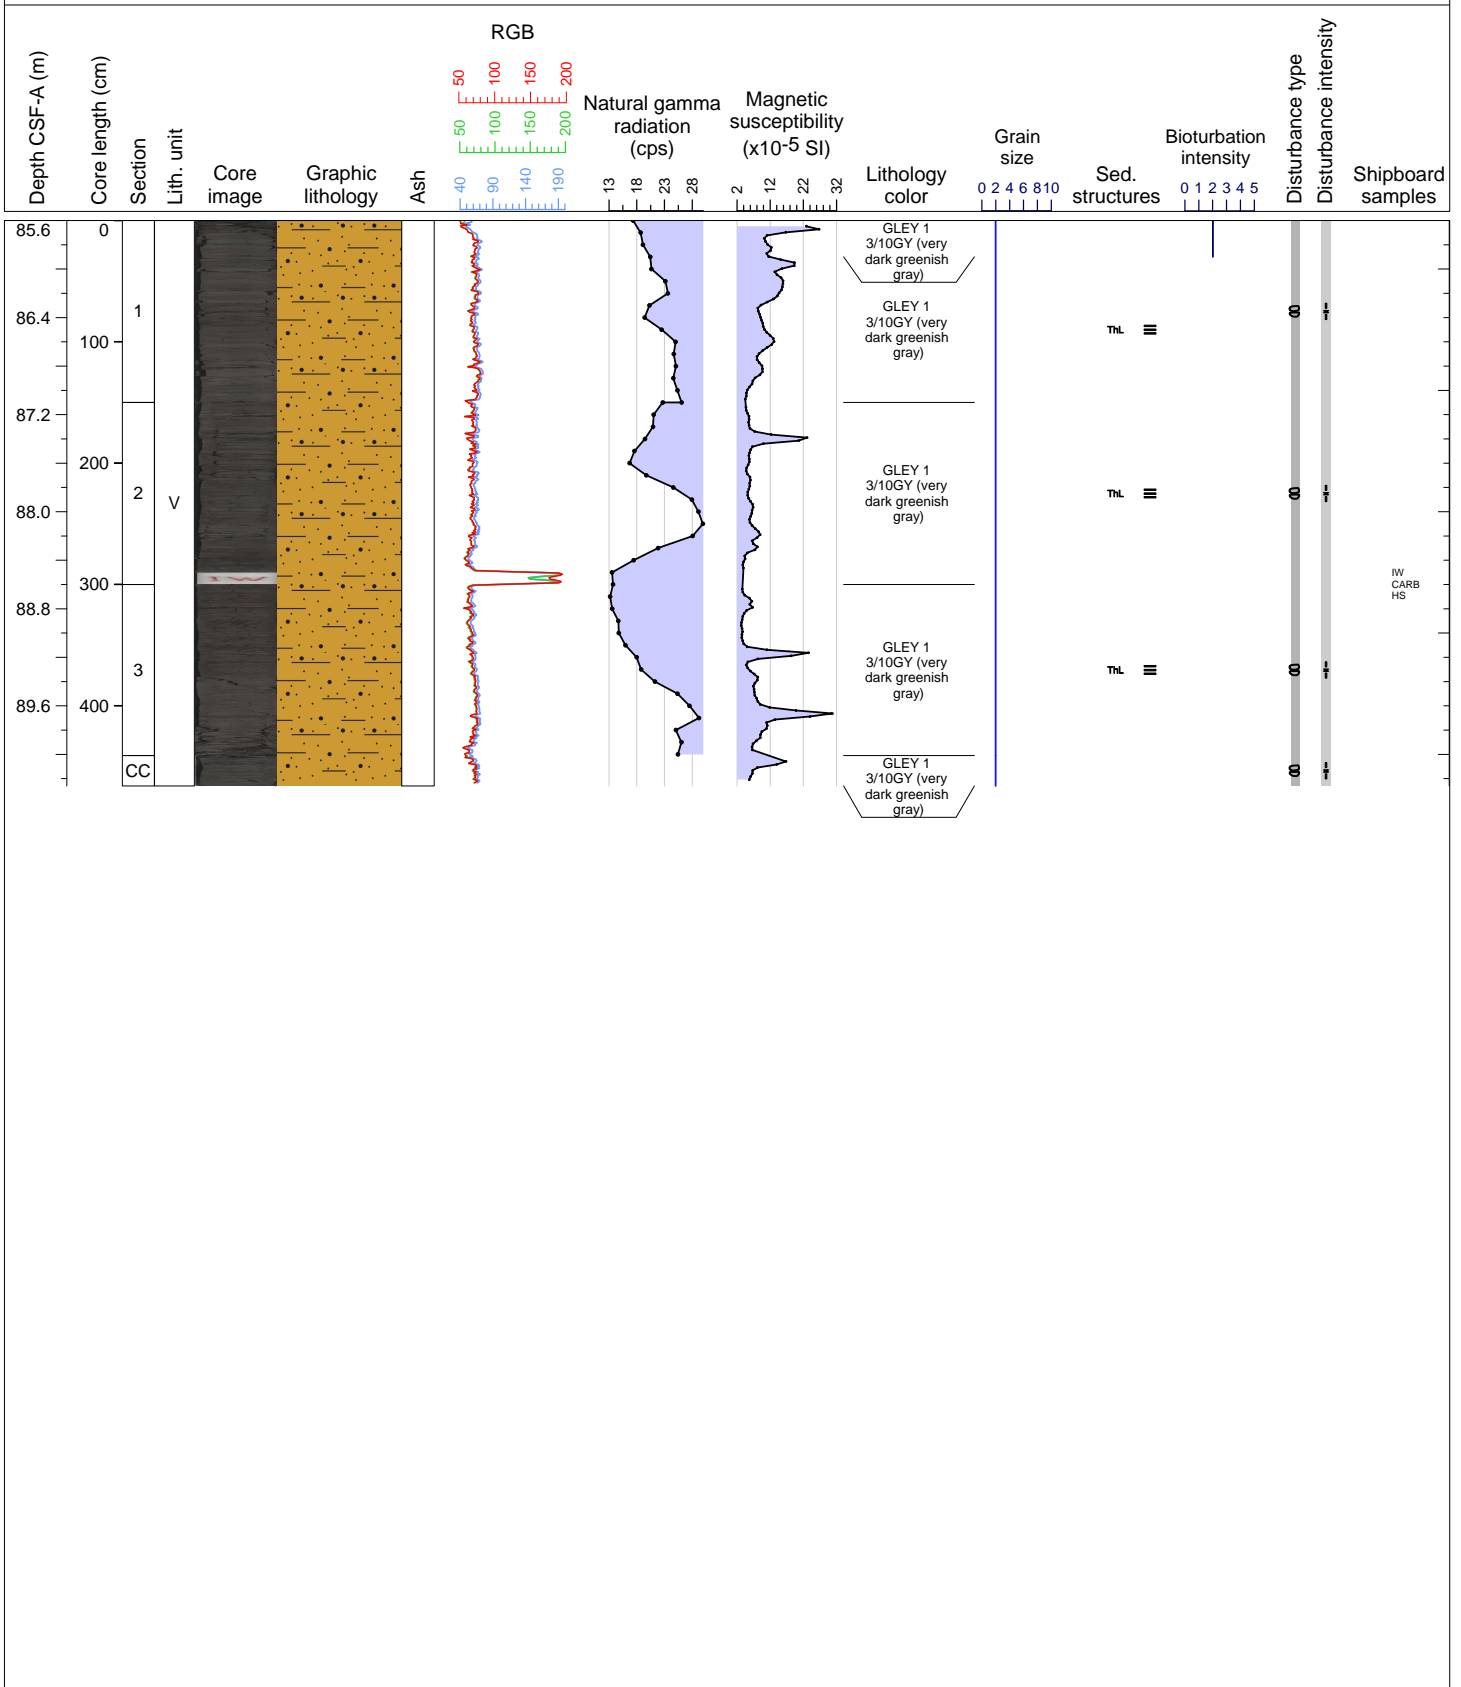 RGB
50 100 150 200
50 100 150 200
40 90 140 190
Depth CSF-A (m)
Core length (cm)
Section
Lith. unit
Core
image
Graphic
lithology
Ash
Natural gamma
radiation
(cps)
13 18 23 28
Magnetic
susceptibility
(x10-5 SI)
2 12 22 32
Lithology
color
Grain
size
0 2 4 6 8 10
Sed.
structures
Bioturbation
intensity
0 1 2 3 4 5
Disturbance type
Disturbance intensity
Shipboard
samples
85.6
86.4
87.2
88.0
88.8
89.6
0
100
200
300
400
1
2
3
CC
V
GLEY 1
3/10GY (very
dark greenish
gray)
GLEY 1
3/10GY (very
dark greenish
gray)
GLEY 1
3/10GY (very
dark greenish
gray)
GLEY 1
3/10GY (very
dark greenish
gray)
GLEY 1
3/10GY (very
dark greenish
gray)
ThL
ThL
ThL
IW
CARB
HS